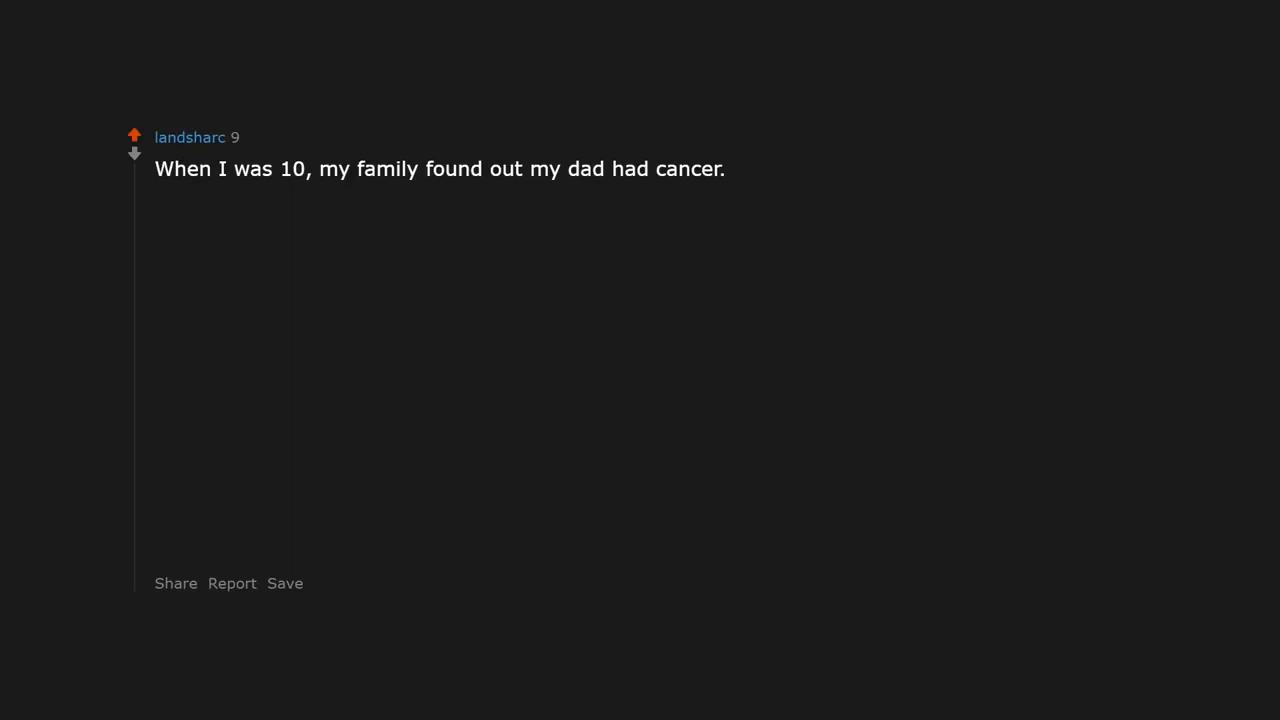 landsharc 9
When I was 10, my family found out my dad had cancer.
Share Report Save